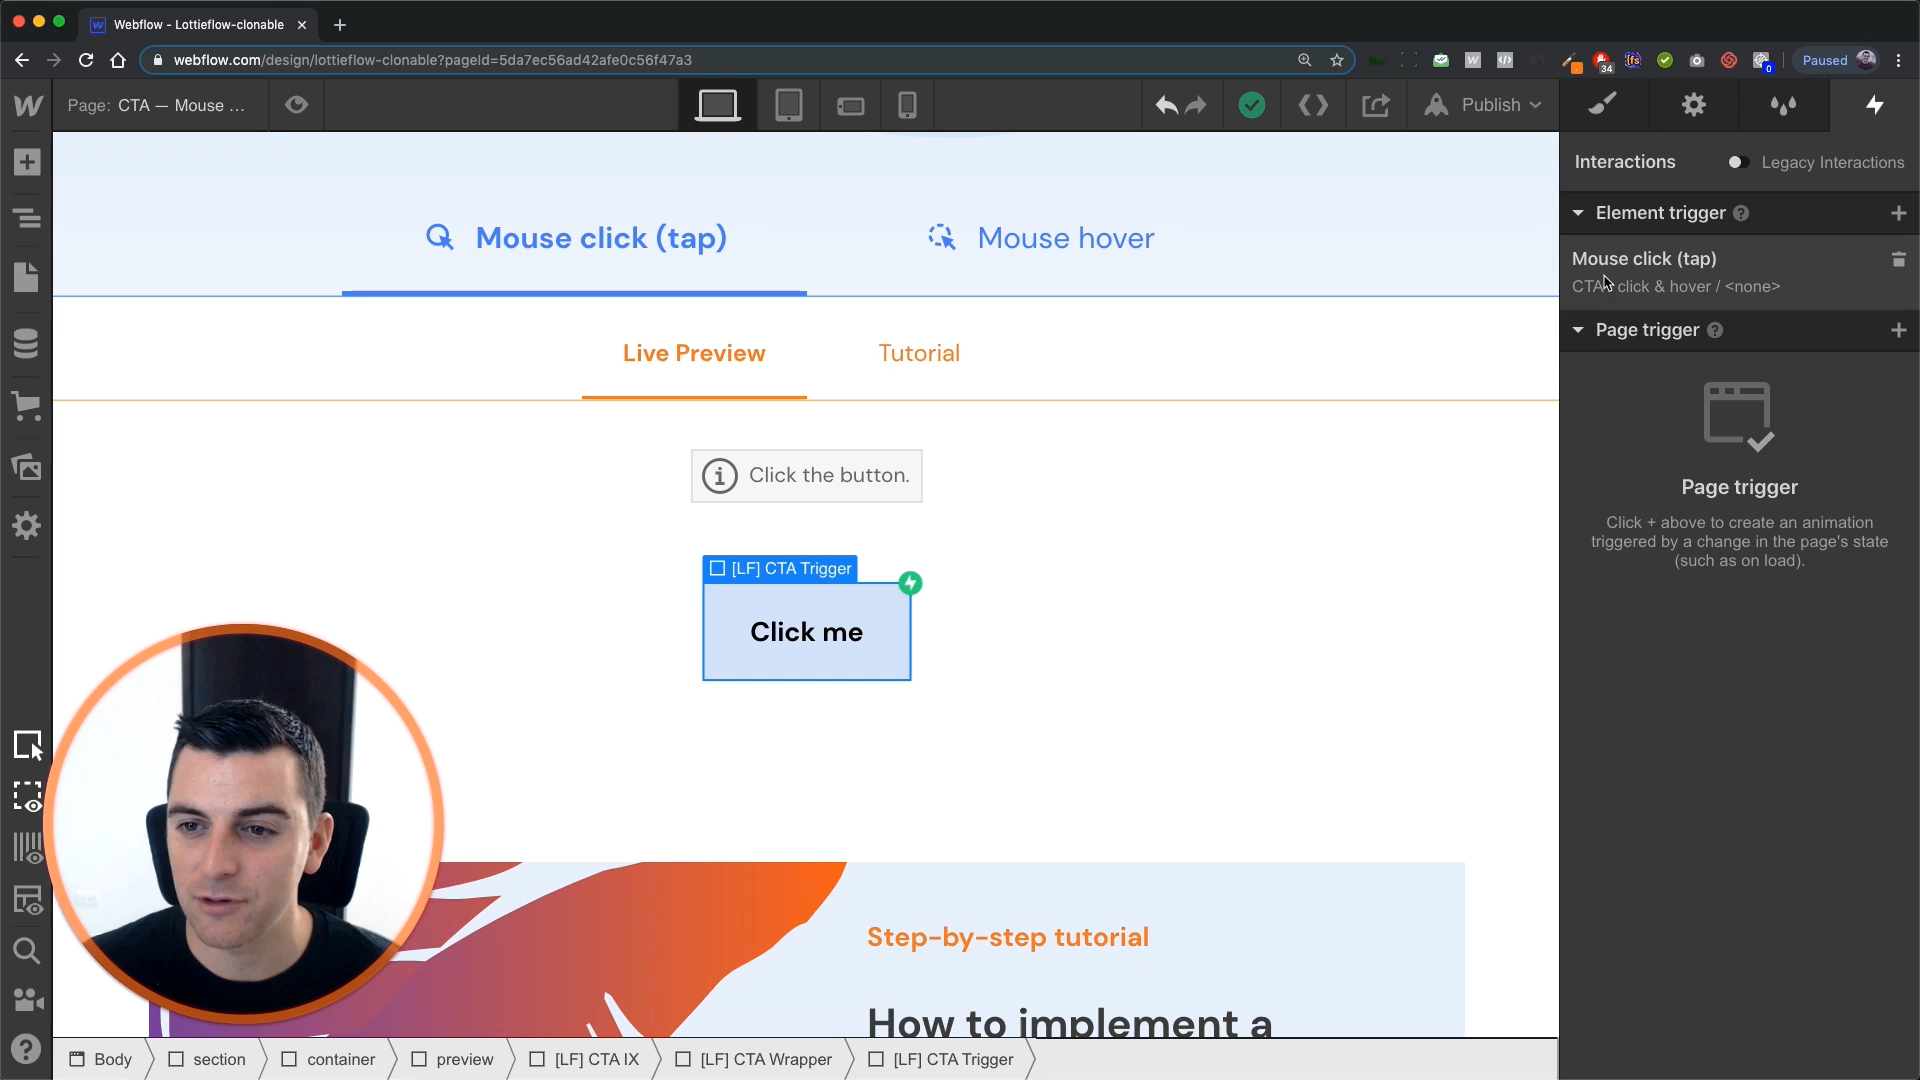 Webflow - Lottieflow-clonable
webflow.com/design/lottieflow-clonable?pageId=5da7ec56ad42afe0c56f47a3
34
0
Paused
Page: CTA — Mouse ...
Publish
Interactions
Legacy Interactions
Element trigger
Mouse click (tap)
CTA click & hover / <none>
Page trigger
Page trigger
Click + above to create an animation
triggered by a change in the page's state
(such as on load).
Mouse click (tap)
Mouse hover
Live Preview
Tutorial
Click the button.
[LF] CTA Trigger
Click me
Step-by-step tutorial
How to implement a
Body
section
container
preview
[LF] CTA IX
[LF] CTA Wrapper
[LF] CTA Trigger